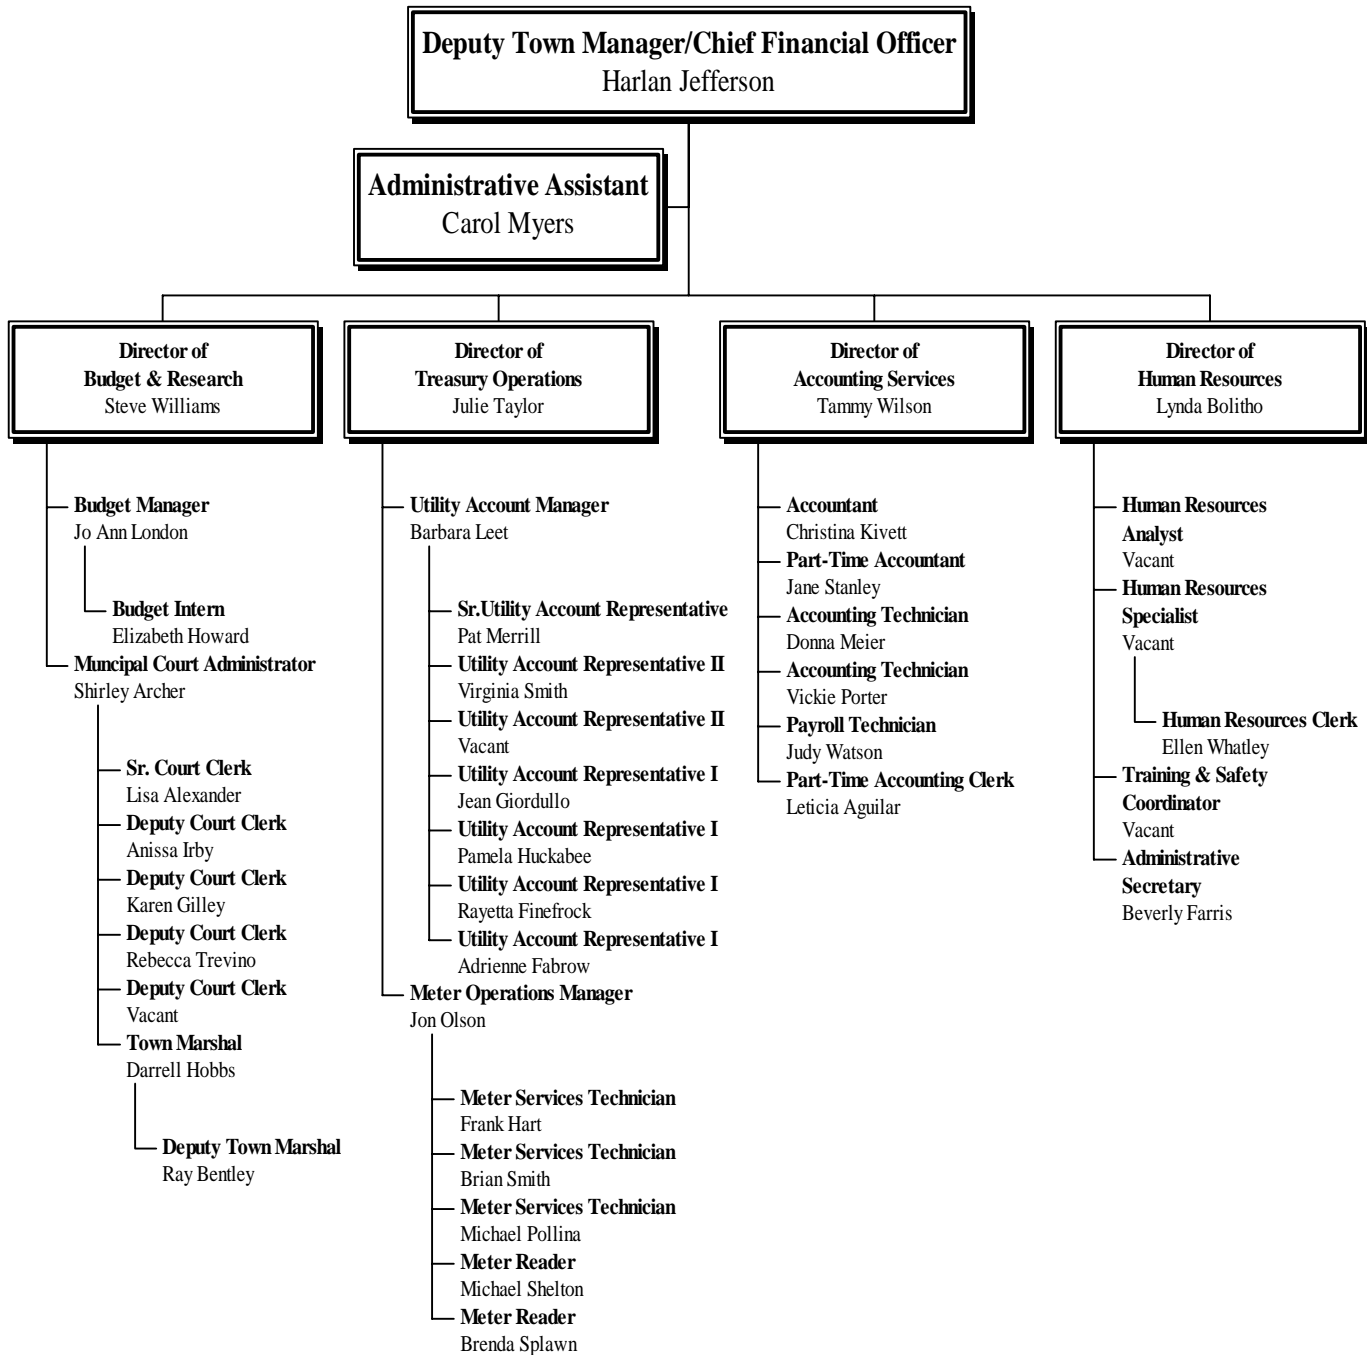 Deputy Town Manager/Chief Financial Officer
Harlan Jefferson
Administrative Assistant
Carol Myers
Director of
Budget & Research
Steve Williams
Director of
Treasury Operations
Julie Taylor
Director of
Accounting Services
Tammy Wilson
Director of
Human Resources
Lynda Bolitho
Budget Manager
Jo Ann London
Budget Intern
Elizabeth Howard
Muncipal Court Administrator
Shirley Archer
Sr. Court Clerk
Lisa Alexander
Deputy Court Clerk
Anissa Irby
Deputy Court Clerk
Karen Gilley
Deputy Court Clerk
Rebecca Trevino
Deputy Court Clerk
Vacant
Town Marshal
Darrell Hobbs
Deputy Town Marshal
Ray Bentley
Utility Account Manager
Barbara Leet
Sr.Utility Account Representative
Pat Merrill
Utility Account Representative II
Virginia Smith
Utility Account Representative II
Vacant
Utility Account Representative I
Jean Giordullo
Utility Account Representative I
Pamela Huckabee
Utility Account Representative I
Rayetta Finefrock
Utility Account Representative I
Adrienne Fabrow
Meter Operations Manager
Jon Olson
Meter Services Technician
Frank Hart
Meter Services Technician
Brian Smith
Meter Services Technician
Michael Pollina
Meter Reader
Michael Shelton
Meter Reader
Brenda Splawn
Accountant
Christina Kivett
Part-Time Accountant
Jane Stanley
Accounting Technician
Donna Meier
Accounting Technician
Vickie Porter
Payroll Technician
Judy Watson
Part-Time Accounting Clerk
Leticia Aguilar
Human Resources
Analyst
Vacant
Human Resources
Specialist
Vacant
Human Resources Clerk
Ellen Whatley
Training & Safety
Coordinator
Vacant
Administrative
Secretary
Beverly Farris